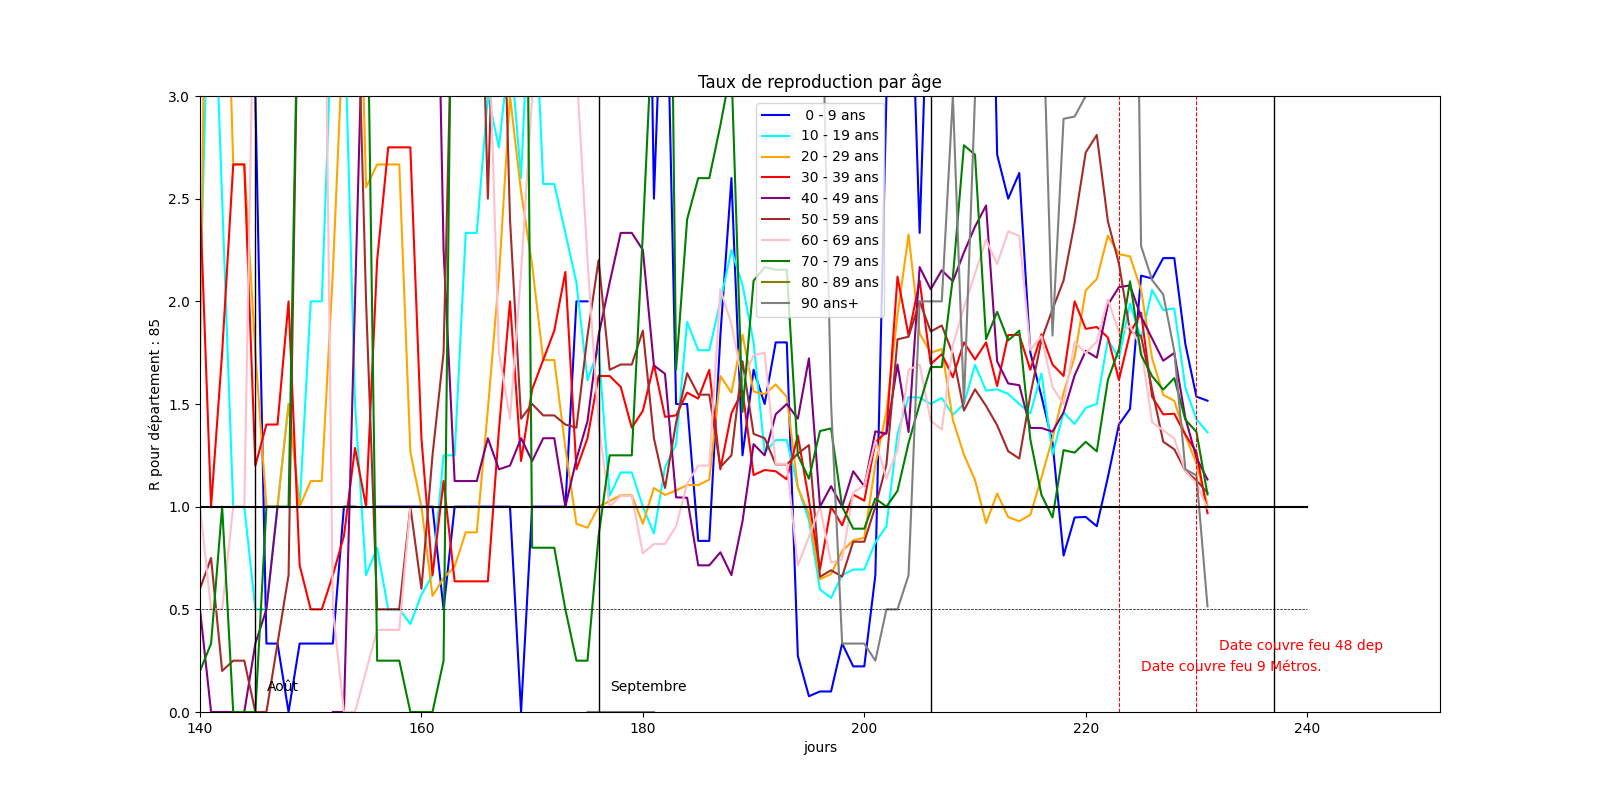 Taux de reproduction par âge
R pour département : 85
3.0
2.5
2.0
1.5
1.0
0.5
0.0
0 - 9 ans
10 - 19 ans
20 - 29 ans
30 - 39 ans
40 - 49 ans
50 - 59 ans
60 - 69 ans
70 - 79 ans
80 - 89 ans
90 ans+
Date couvre feu 48 dep
Date couvre feu 9 Métros.
Août
Septembre
140
160
180
200
220
240
jours